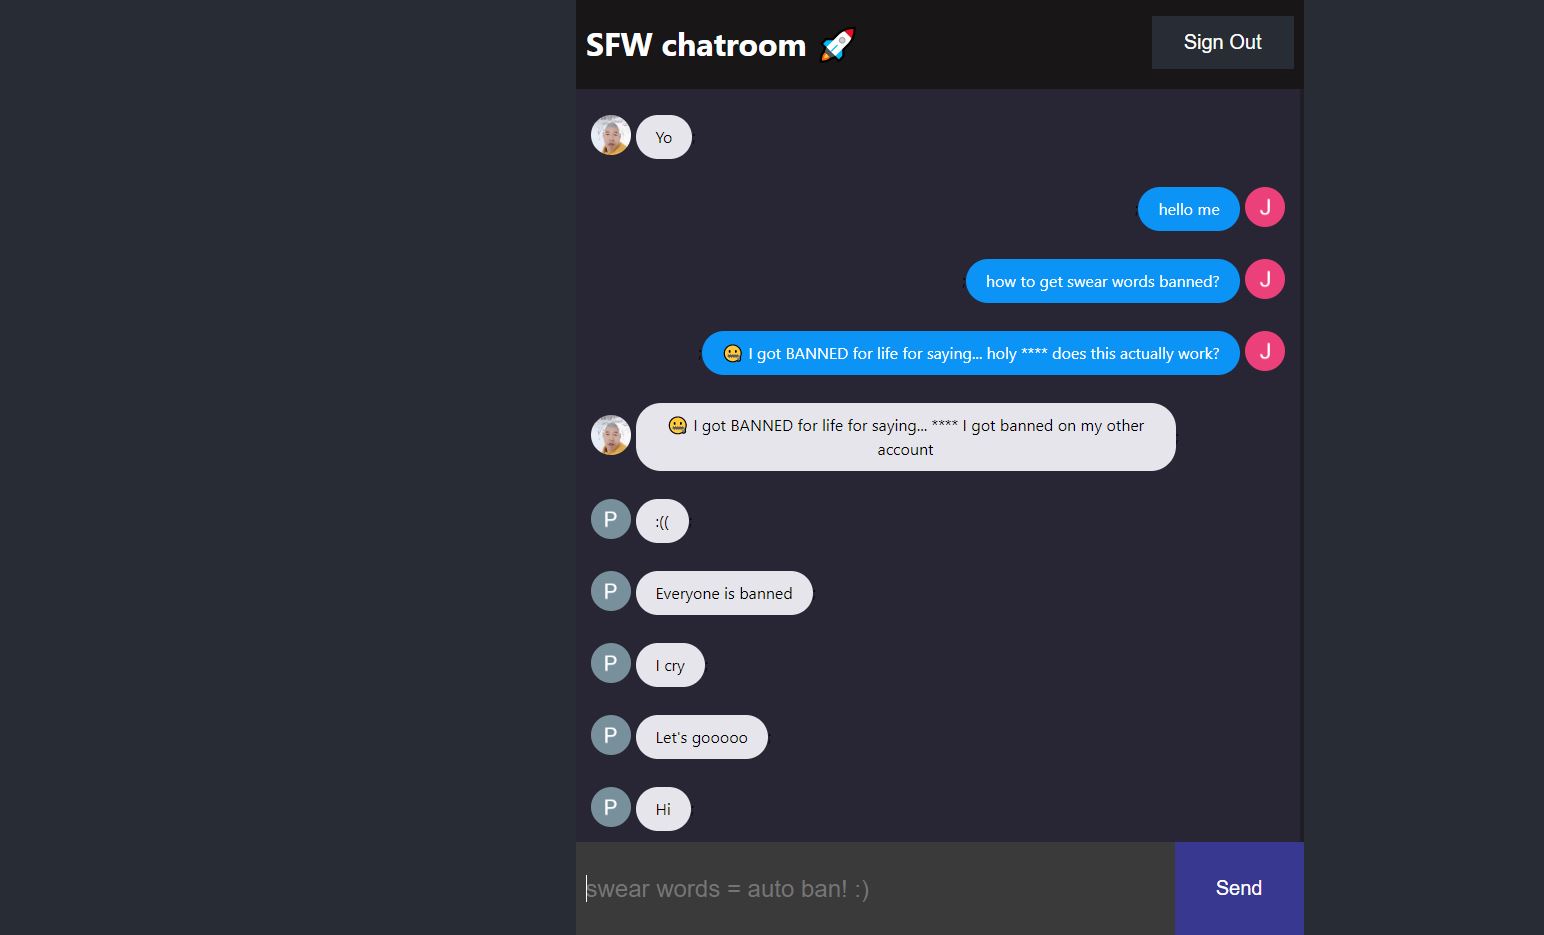 SFW chatroom 🚀
Sign Out
Yo
hello me
J
how to get swear words banned?
J
🤐 I got BANNED for life for saying... holy **** does this actually work?
J
🤐 I got BANNED for life for saying... **** I got banned on my other
account
P
:((
P
Everyone is banned
P
I cry
P
Let's gooooo
P
Hi
swear words = auto ban! :)
Send